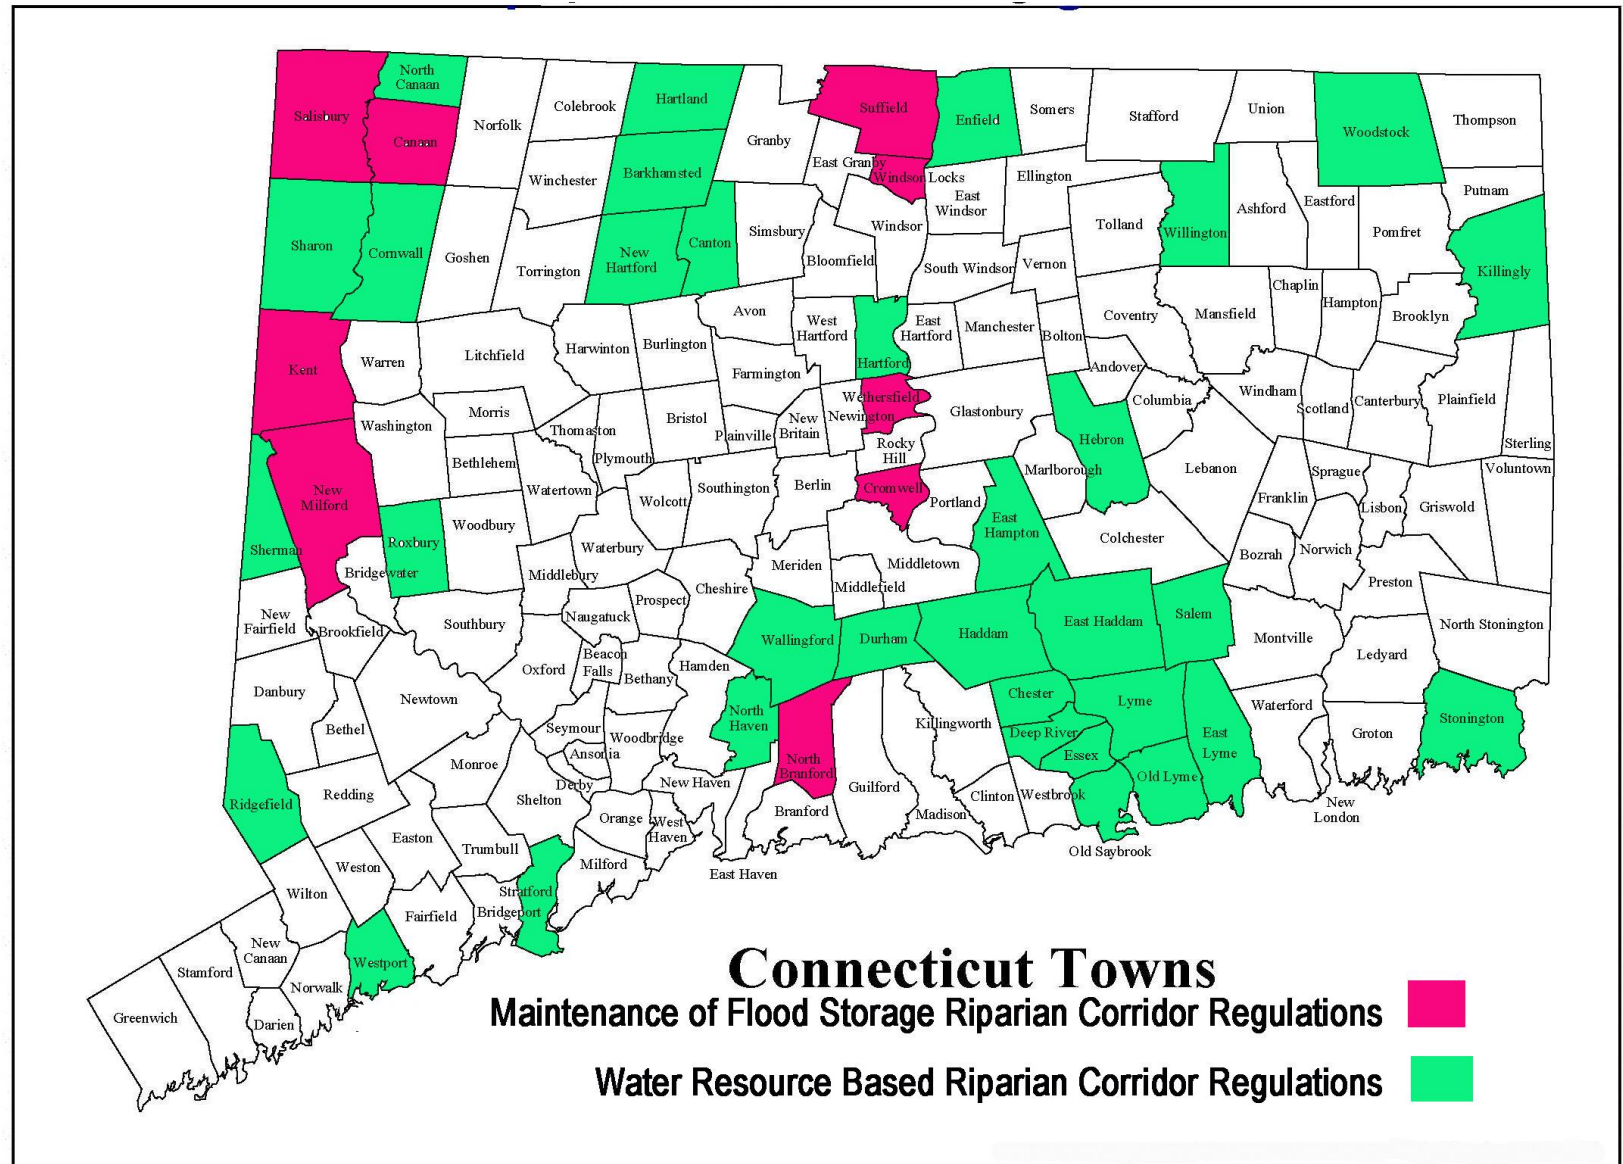 North
Canaan
Salisbury
Canaan
Norfolk
Colebrook
Hartland
Granby
Suffield
Enfield
Somers
Stafford
Union
Woodstock
Thompson
Winchester
Barkhamsted
East Granby
Windsor Locks
East
Windsor
Ellington
Tolland
Willington
Ashford
Eastford
Putnam
Pomfret
Killingly
Sharon
Cornwall
Goshen
Torrington
New
Hartford
Canton
Simsbury
Bloomfield
Windsor
South Windsor
Vernon
Coventry
Mansfield
Chaplin
Hampton
Brooklyn
Kent
Warren
Litchfield
Harwinton
Burlington
Avon
Farmington
West
Hartford
Hartford
East
Hartford
Manchester
Bolton
Andover
Columbia
Windham
Scotland
Canterbury
Plainfield
Sterling
Washington
Morris
Bethlehem
Thomaston
Plymouth
Bristol
Plainville
New
Britain
Newington
Wethersfield
Rocky
Hill
Glastonbury
Marlborough
Hebron
Lebanon
Franklin
Sprague
Lisbon
Griswold
Voluntown
New
Milford
Sherman
Roxbury
Bridgewater
Woodbury
Watertown
Wolcott
Southington
Berlin
Cromwell
Portland
East
Hampton
Colchester
Bozrah
Norwich
Preston
New
Fairfield
Brookfield
Southbury
Middlebury
Waterbury
Naugatuck
Prospect
Cheshire
Meriden
Middlefield
Middletown
Wallingford
Durham
Haddam
East Haddam
Salem
Montville
Ledyard
North Stonington
Danbury
Bethel
Newtown
Oxford
Beacon
Falls
Bethany
Hamden
North
Haven
North
Branford
Killingworth
Chester
Deep River
Essex
Lyme
East
Lyme
Old Lyme
Waterford
Groton
Stonington
Ridgefield
Redding
Monroe
Seymour
Ansonia
Derby
Woodbridge
Shelton
New Haven
Orange
West
Haven
Branford
Guilford
Madison
Clinton
Westbrook
Old Saybrook
New
London
East Haven
Wilton
Weston
Easton
Trumbull
Stratford
Milford
Bridgeport
Fairfield
Westport
Norwalk
New
Canaan
Stamford
Darien
Greenwich
Connecticut Towns
Maintenance of Flood Storage Riparian Corridor Regulations
Water Resource Based Riparian Corridor Regulations